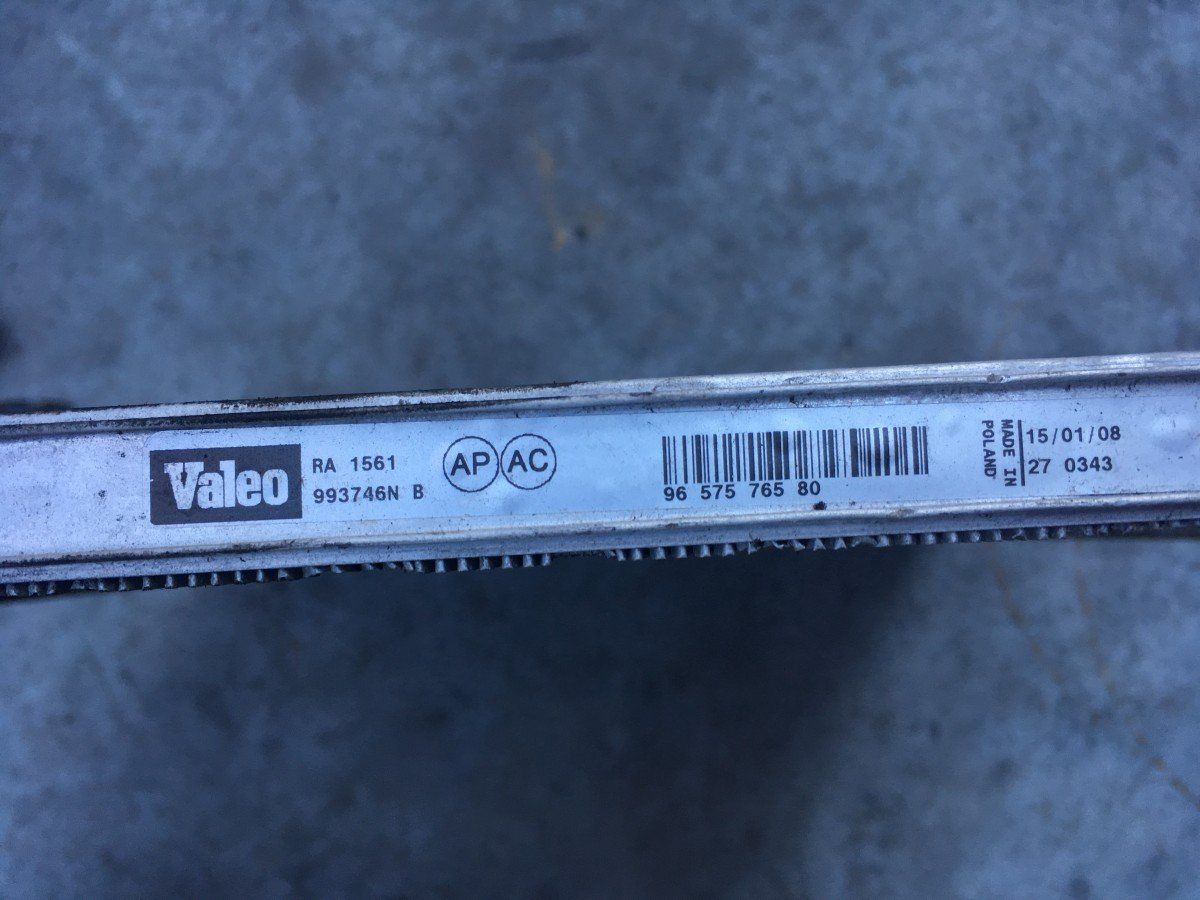 Valeo
RA 1561
993746N B
AP AC
96 575 765 80
MADE IN
POLAND
15/01/08
27 0343